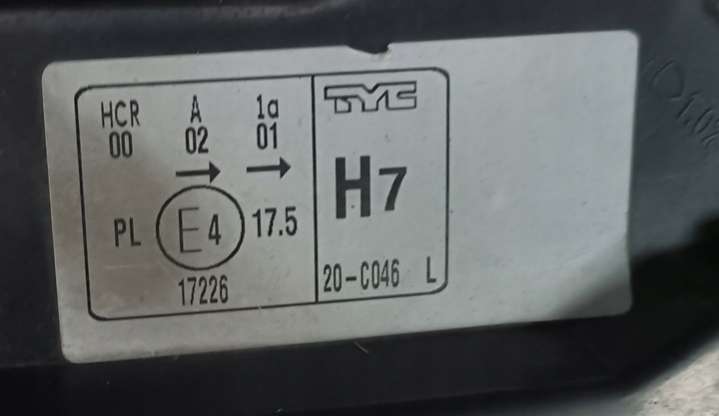 HCR A 1a
00 02 01
→ →
PL E4 17.5
17226
TYC
H7
20-C046 L